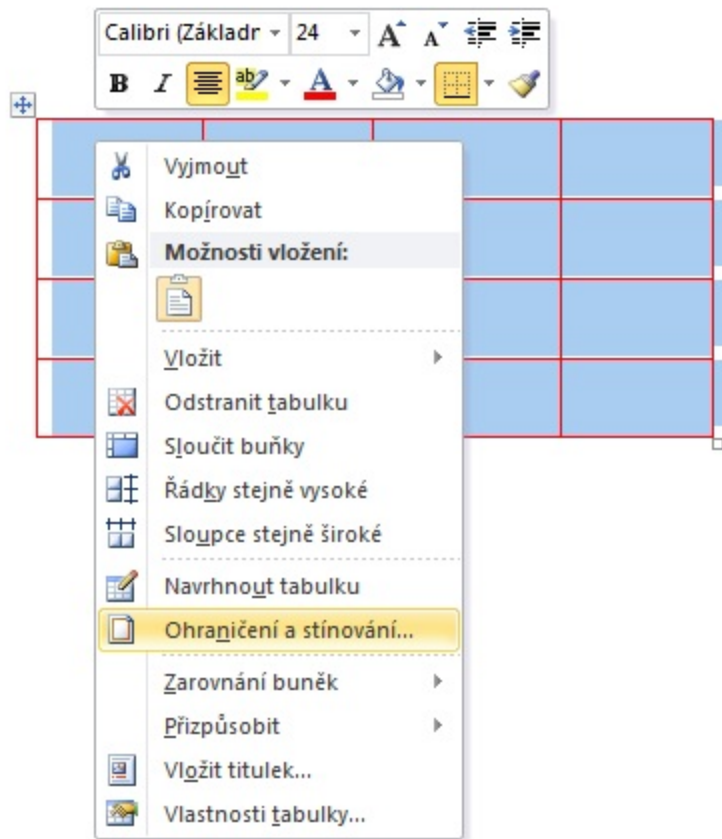 Calibri (Základr 24 A A
B I ab A
Vyjmout
Kopírovat
Možnosti vložení:
Vložit
Odstranit tabulku
Sloučit buňky
Řádky stejně vysoké
Sloupce stejně široké
Navrhnout tabulku
Ohraničení a stínování...
Zarovnání buněk
Přizpůsobit
Vložit titulek...
Vlastnosti tabulky...